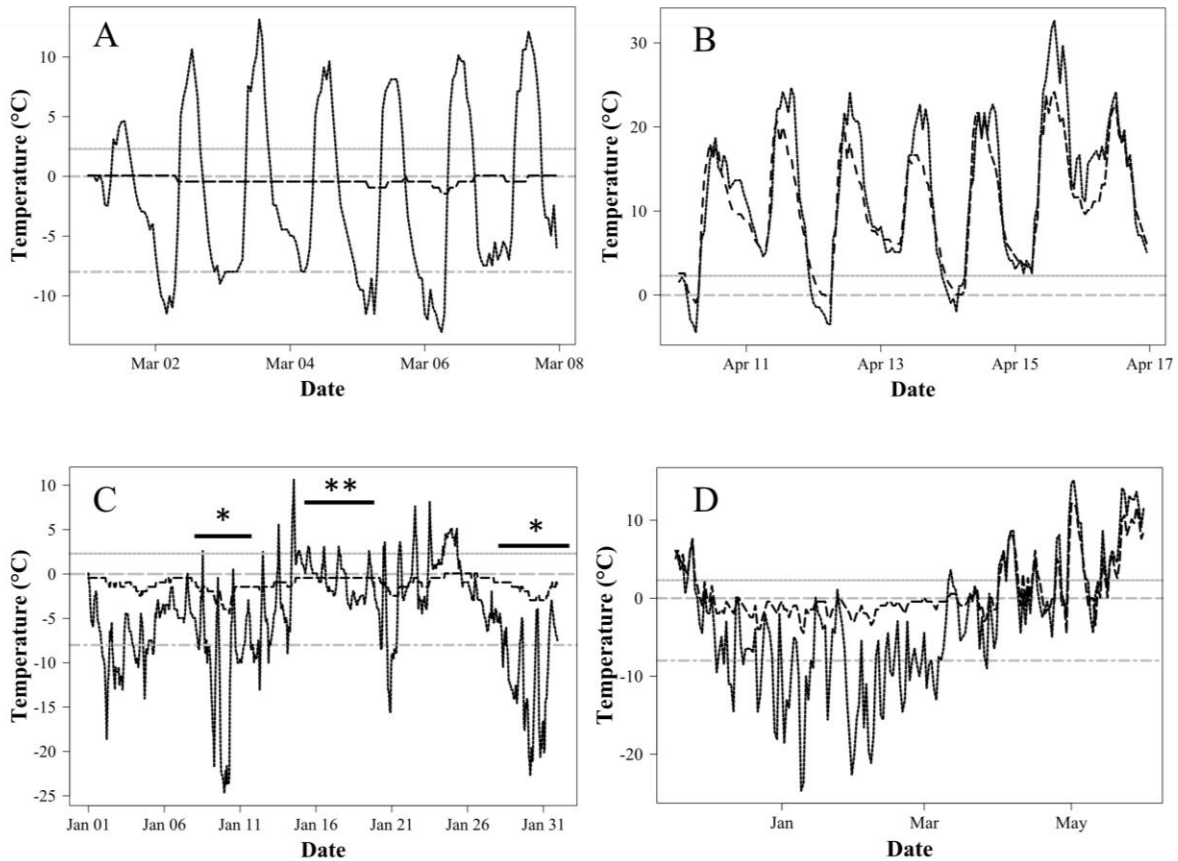 A
Temperature (°C)
10
5
0
-5
-10
Mar 02
Mar 04
Mar 06
Mar 08
Date
B
Temperature (°C)
30
20
10
0
Apr 11
Apr 13
Apr 15
Apr 17
Date
C
*
**
*
Temperature (°C)
10
5
0
-5
-10
-15
-20
-25
Jan 01
Jan 06
Jan 11
Jan 16
Jan 21
Jan 26
Jan 31
Date
D
Temperature (°C)
10
0
-10
-20
Jan
Mar
May
Date